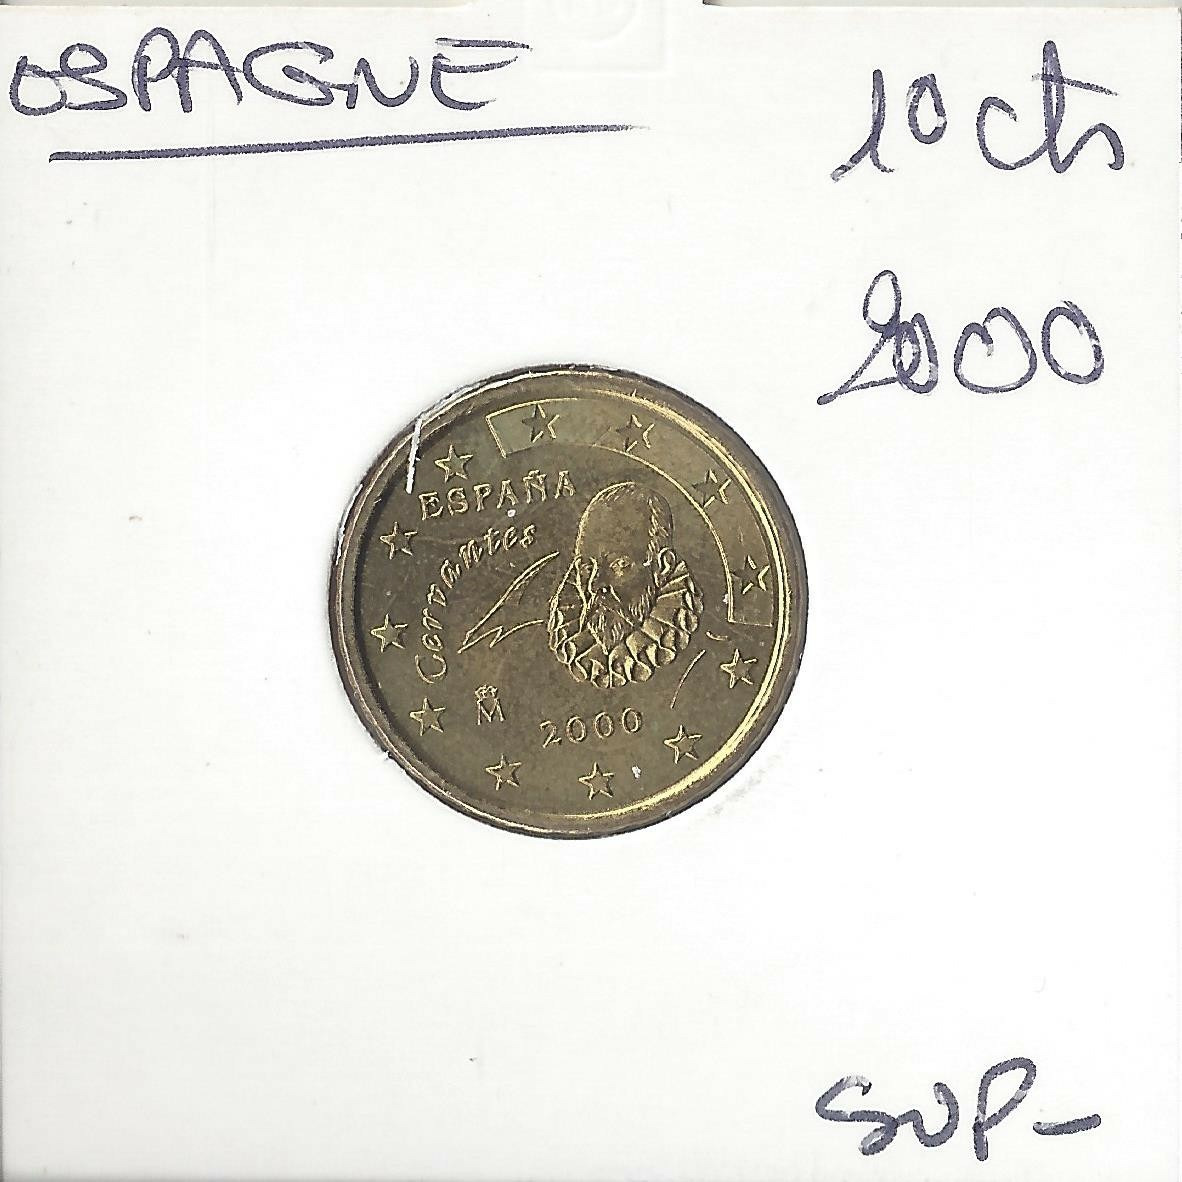 ESPAGNE
10 cts
2000
ESPAÑA
Cervantes
M
2000
SUP-